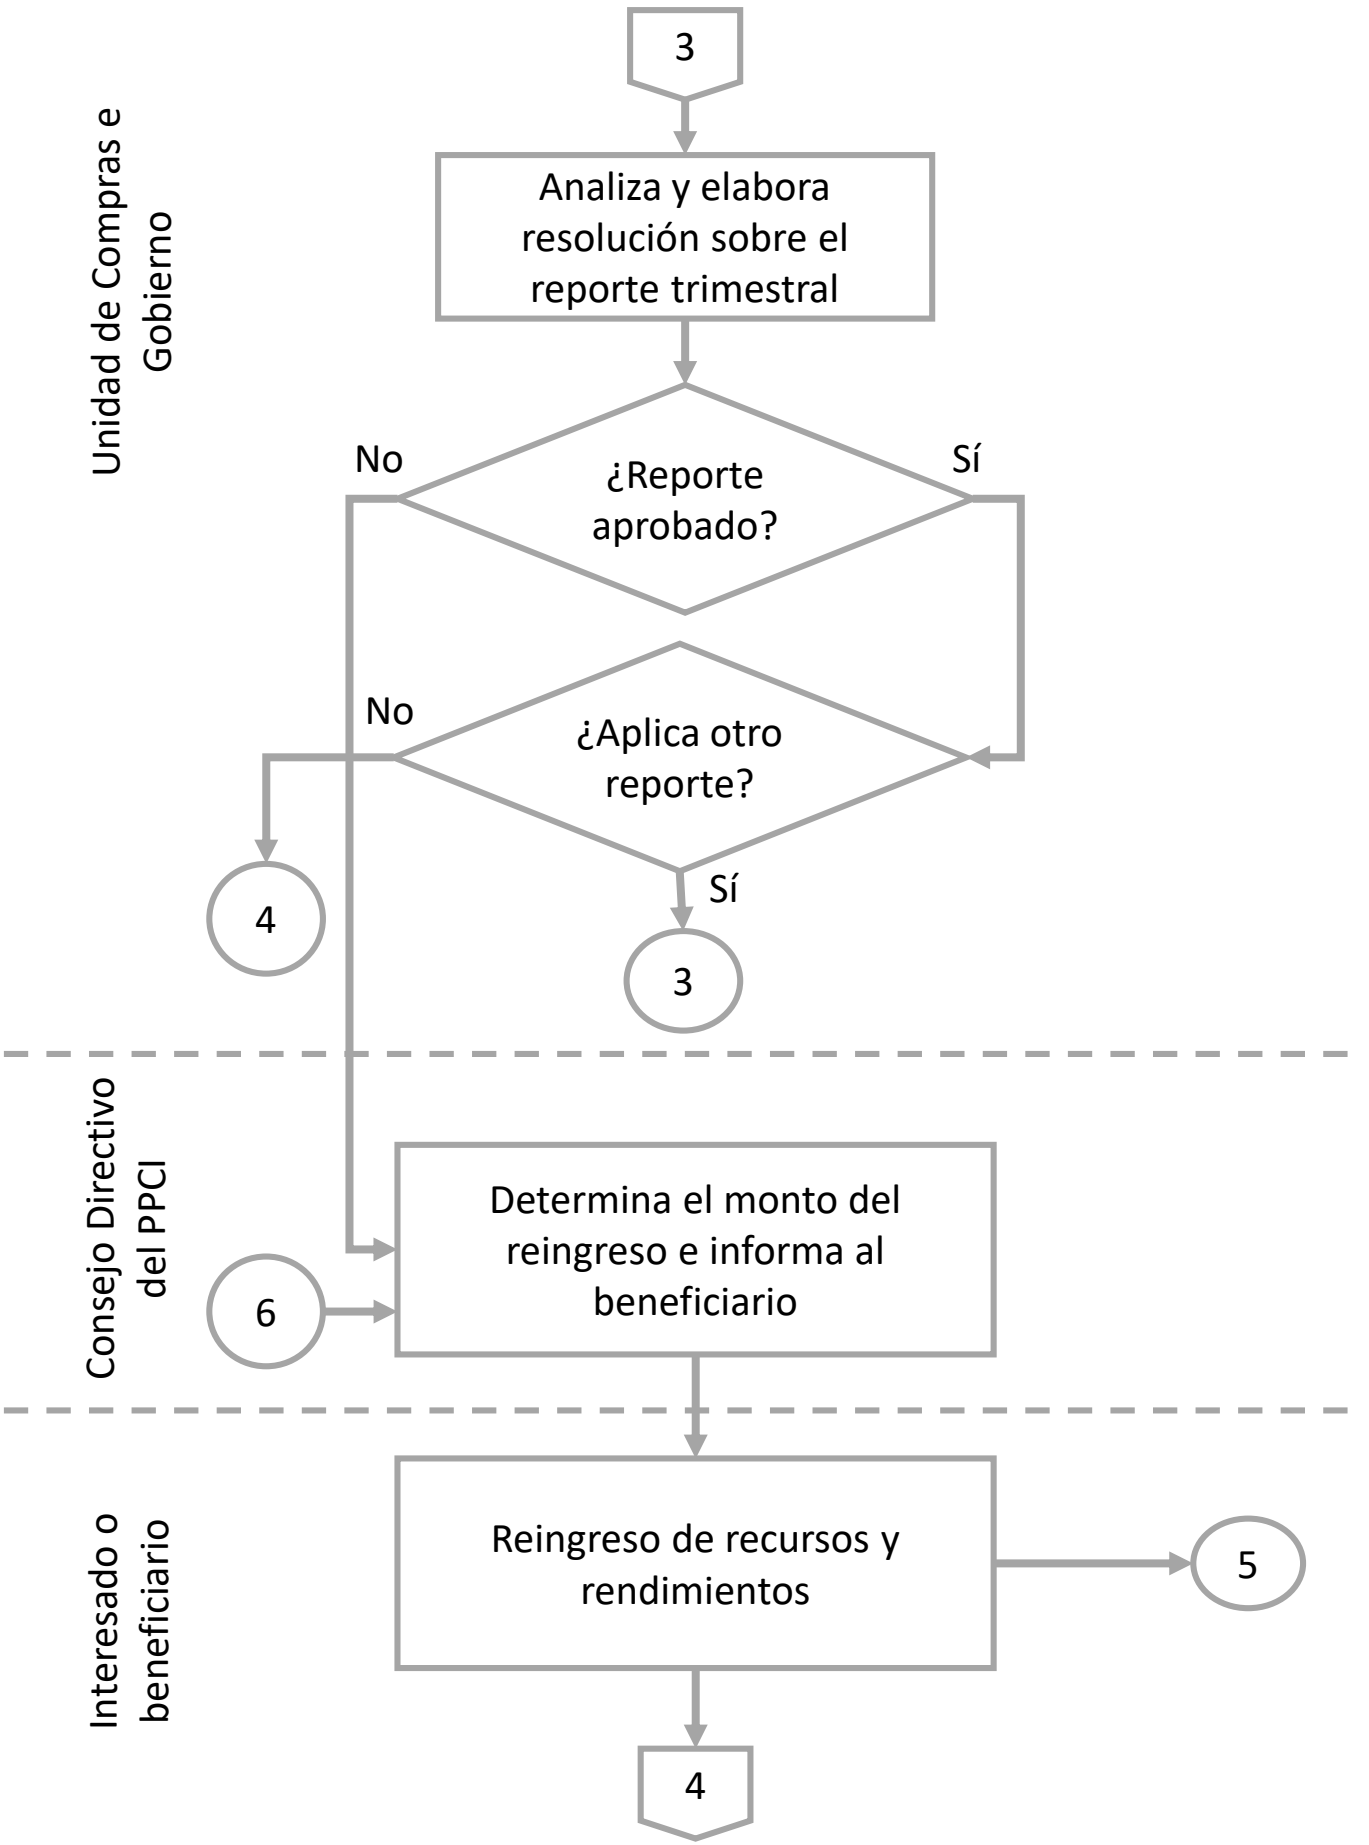 3
Unidad de Compras e
Gobierno
Analiza y elabora
resolución sobre el
reporte trimestral
No
Sí
¿Reporte
aprobado?
No
¿Aplica otro
reporte?
Sí
4
3
Consejo Directivo
del PPCI
Determina el monto del
reingreso e informa al
beneficiario
6
Interesado o
beneficiario
Reingreso de recursos y
rendimientos
5
4